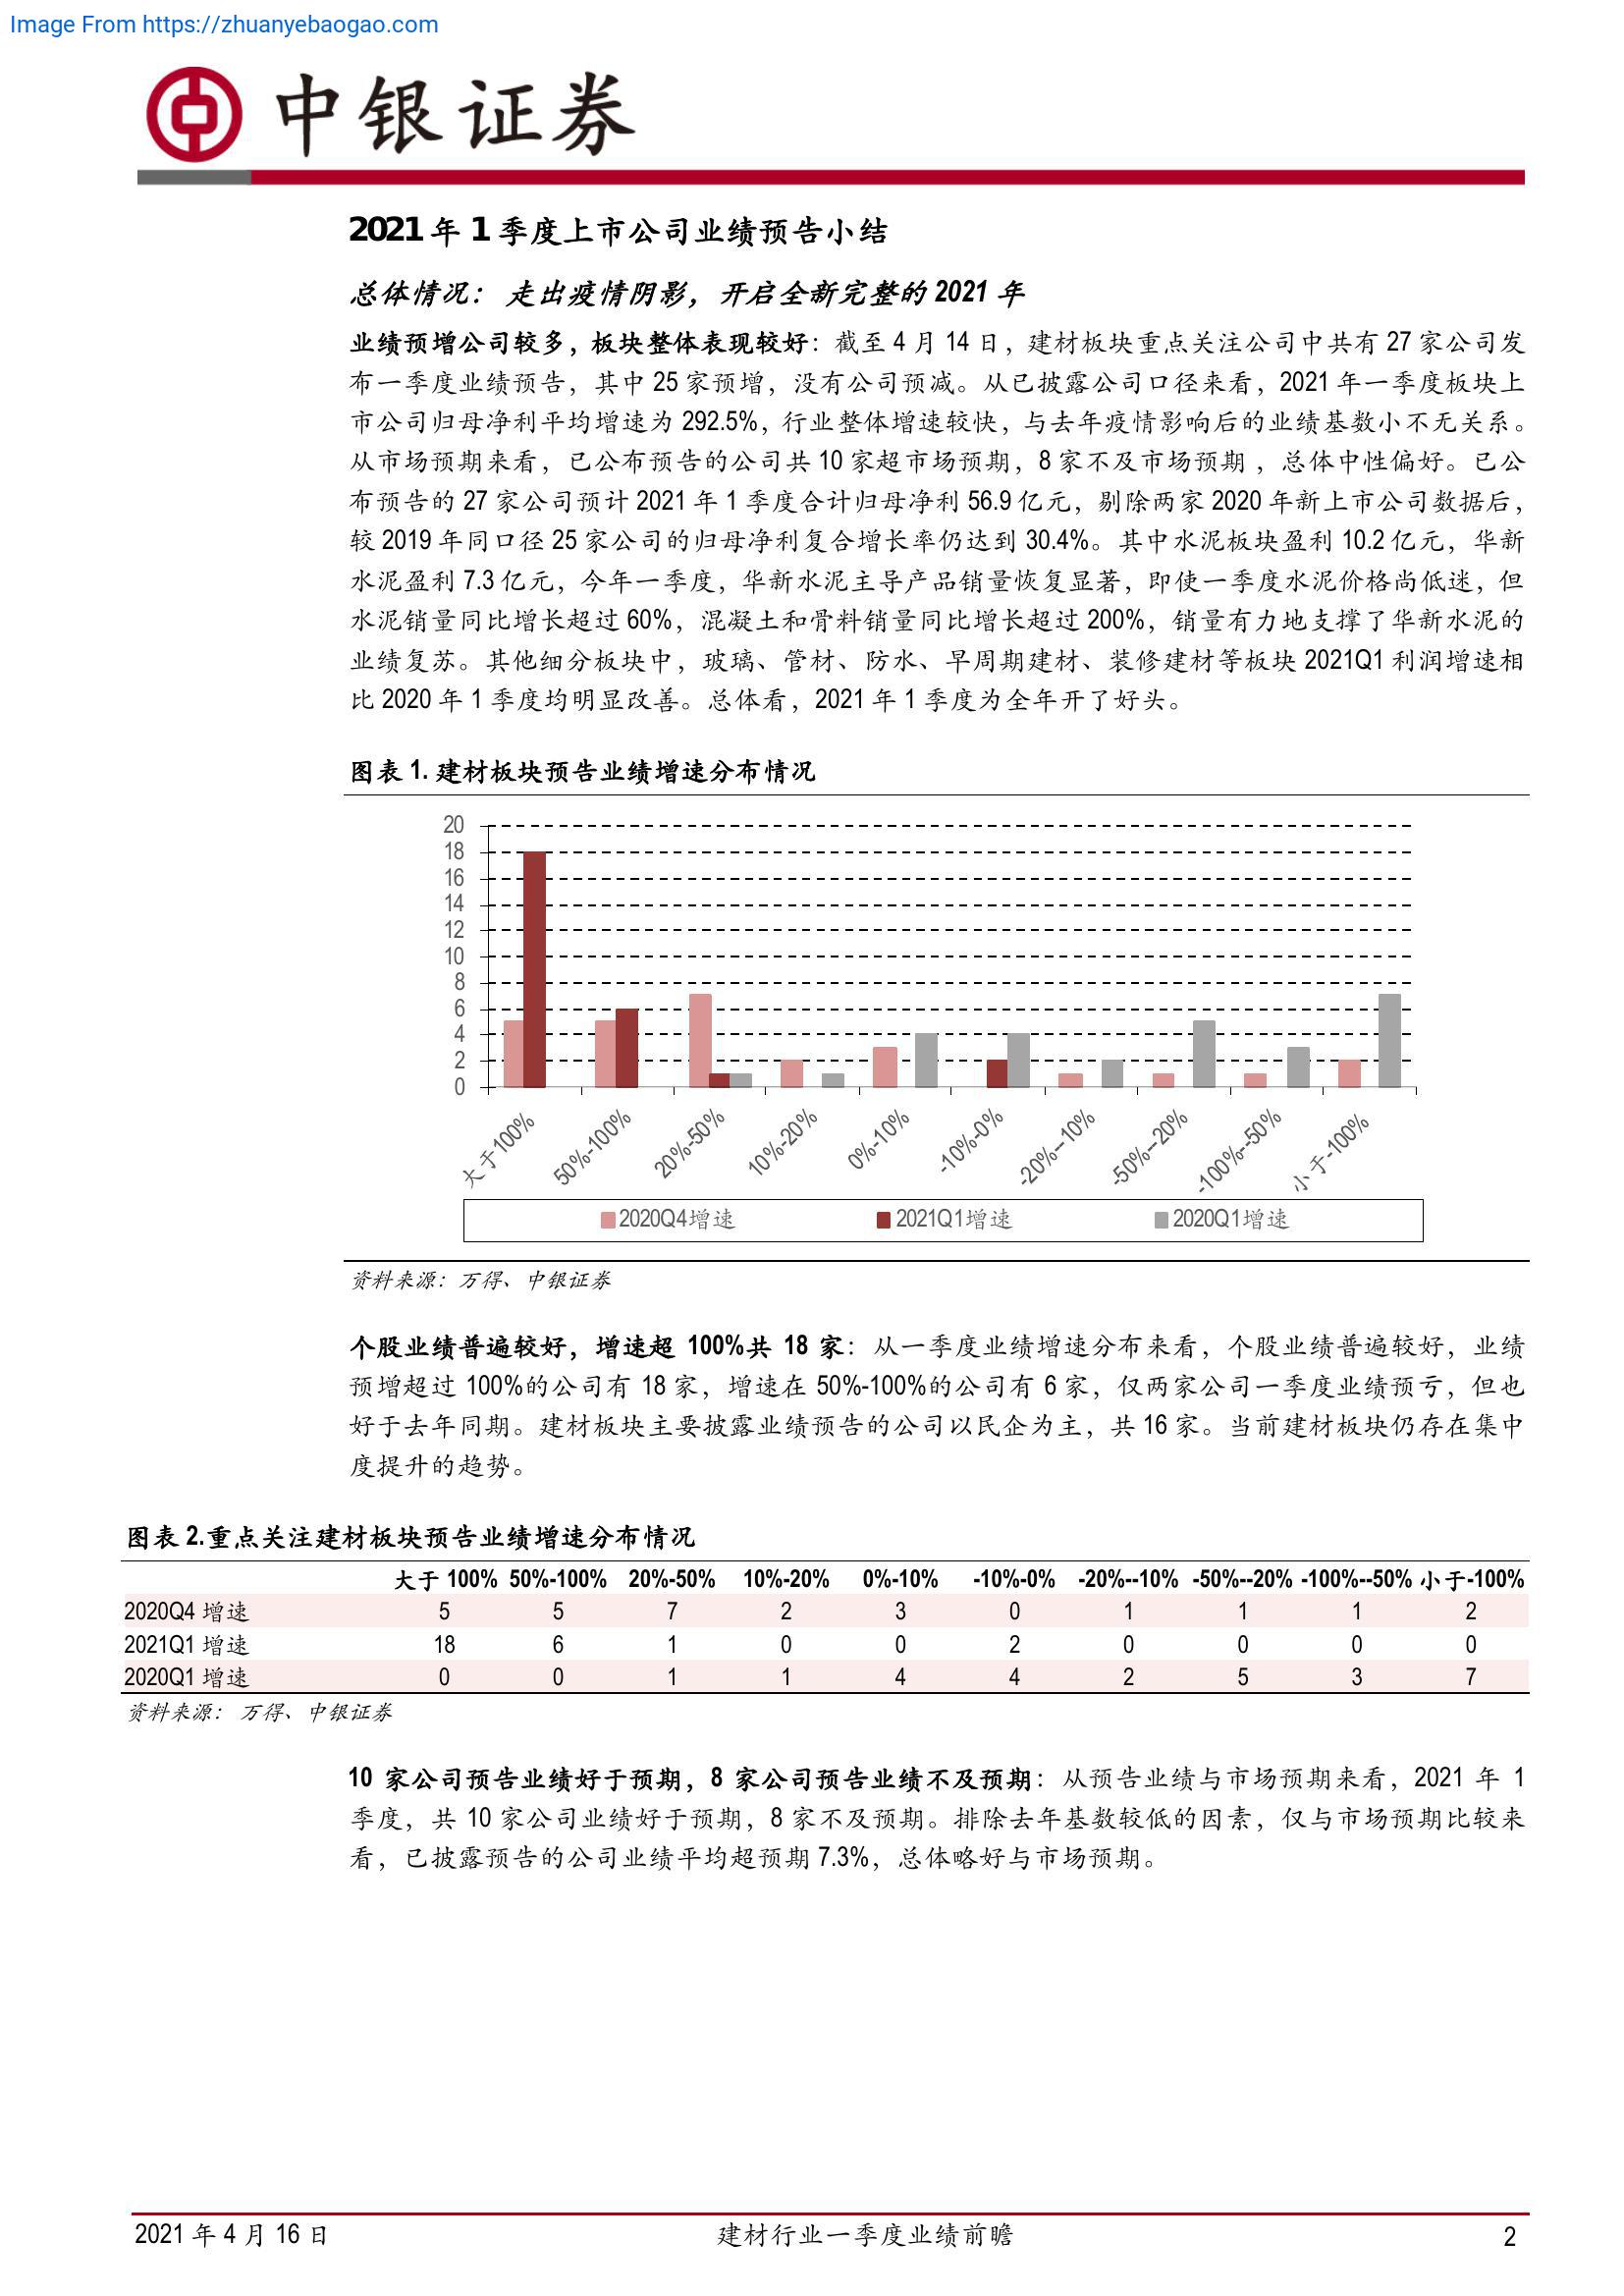 Image From https://zhuanyebaogao.com
中银证券
2021 年 1 季度上市公司业绩预告小结
总体情况：走出疫情阴影，开启全新完整的 2021 年
业绩预增公司较多，板块整体表现较好：截至 4 月 14 日，建材板块重点关注公司中共有 27 家公司发
布一季度业绩预告，其中 25 家预增，没有公司预减。从已披露公司口径来看，2021 年一季度板块上
市公司归母净利平均增速为 292.5%，行业整体增速较快，与去年疫情影响后的业绩基数小不无关系。
从市场预期来看，已公布预告的公司共 10 家超市场预期，8 家不及市场预期 ，总体中性偏好。已公
布预告的 27 家公司预计 2021 年 1 季度合计归母净利 56.9 亿元，剔除两家 2020 年新上市公司数据后，
较 2019 年同口径 25 家公司的归母净利复合增长率仍达到 30.4%。其中水泥板块盈利 10.2 亿元，华新
水泥盈利 7.3 亿元，今年一季度，华新水泥主导产品销量恢复显著，即使一季度水泥价格尚低迷，但
水泥销量同比增长超过 60%，混凝土和骨料销量同比增长超过 200%，销量有力地支撑了华新水泥的
业绩复苏。其他细分板块中，玻璃、管材、防水、早周期建材、装修建材等板块 2021Q1 利润增速相
比 2020 年 1 季度均明显改善。总体看，2021 年 1 季度为全年开了好头。
图表 1. 建材板块预告业绩增速分布情况
20
18
16
14
12
10
8
6
4
2
0
大于100% 50%-100% 20%-50% 10%-20% 0%-10% -10%-0% -20%--10% -50%--20% -100%--50% 小于-100%
2020Q4增速 2021Q1增速 2020Q1增速
资料来源：万得、中银证券
个股业绩普遍较好，增速超 100%共 18 家：从一季度业绩增速分布来看，个股业绩普遍较好，业绩
预增超过 100%的公司有 18 家，增速在 50%-100%的公司有 6 家，仅两家公司一季度业绩预亏，但也
好于去年同期。建材板块主要披露业绩预告的公司以民企为主，共 16 家。当前建材板块仍存在集中
度提升的趋势。
图表 2.重点关注建材板块预告业绩增速分布情况
大于 100% 50%-100% 20%-50% 10%-20% 0%-10% -10%-0% -20%--10% -50%--20% -100%--50% 小于-100%
2020Q4 增速 5 5 7 2 3 0 1 1 1 2
2021Q1 增速 18 6 1 0 0 2 0 0 0 0
2020Q1 增速 0 0 1 1 4 4 2 5 3 7
资料来源： 万得、中银证券
10 家公司预告业绩好于预期，8 家公司预告业绩不及预期：从预告业绩与市场预期来看，2021 年 1
季度，共 10 家公司业绩好于预期，8 家不及预期。排除去年基数较低的因素，仅与市场预期比较来
看，已披露预告的公司业绩平均超预期 7.3%，总体略好与市场预期。
2021 年 4 月 16 日 建材行业一季度业绩前瞻 2